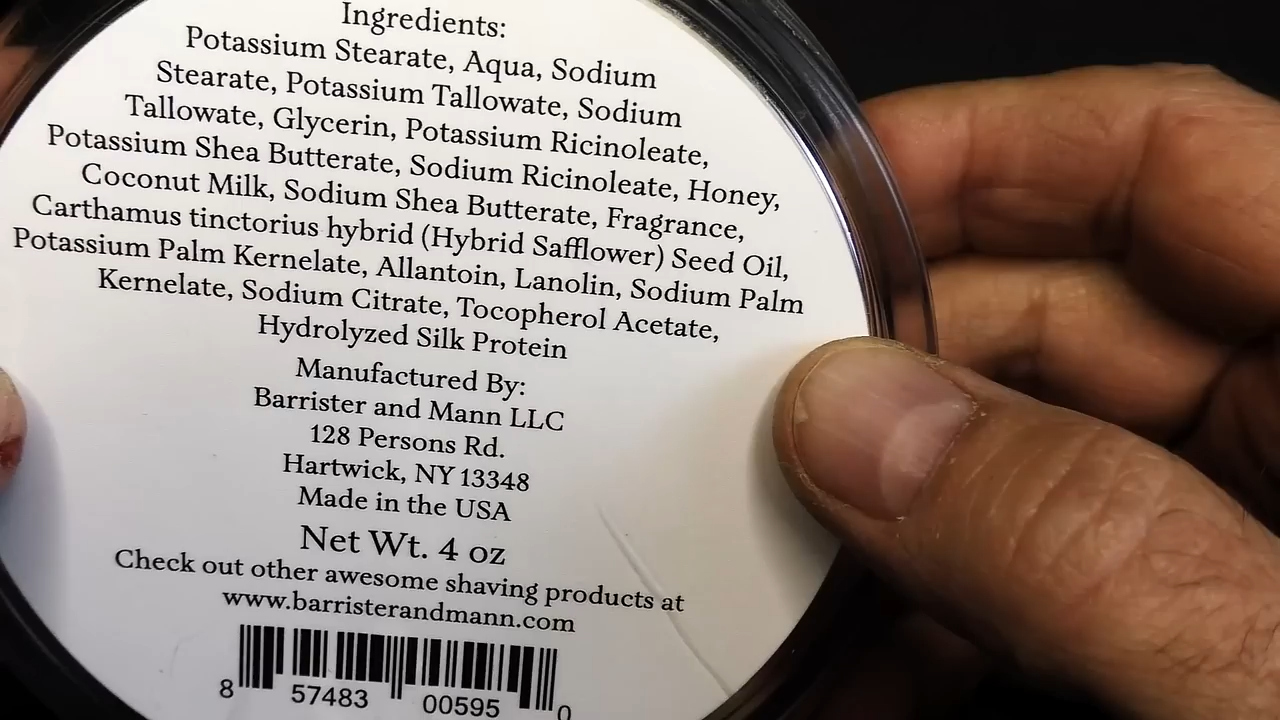 Ingredients:
Potassium Stearate, Aqua, Sodium
Stearate, Potassium Tallowate, Sodium
Tallowate, Glycerin, Potassium Ricinoleate,
Potassium Shea Butterate, Sodium Ricinoleate, Honey,
Coconut Milk, Sodium Shea Butterate, Fragrance,
Carthamus tinctorius hybrid (Hybrid Safflower) Seed Oil,
Potassium Palm Kernelate, Allantoin, Lanolin, Sodium Palm
Kernelate, Sodium Citrate, Tocopherol Acetate,
Hydrolyzed Silk Protein
Manufactured By:
Barrister and Mann LLC
128 Persons Rd.
Hartwick, NY 13348
Made in the USA
Net Wt. 4 oz
Check out other awesome shaving products at
www.barristerandmann.com
8 57483 00595 0